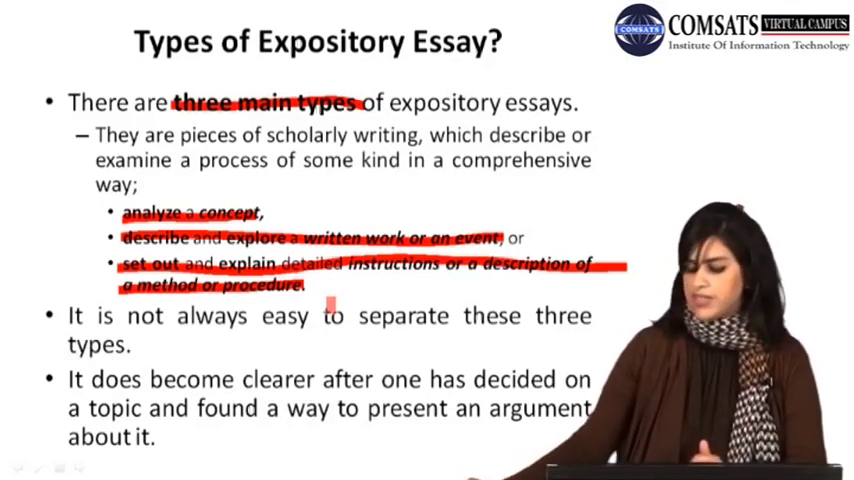 Types of Expository Essay?
COMSATS VIRTUAL CAMPUS
COMSATS
Institute Of Information Technology
• There are three main types of expository essays.
– They are pieces of scholarly writing, which describe or
examine a process of some kind in a comprehensive
way;
• analyze a concept,
• describe and explore a written work or an event, or
• set out and explain detailed instructions or a description of
a method or procedure.
• It is not always easy to separate these three
types.
• It does become clearer after one has decided on
a topic and found a way to present an argument
about it.